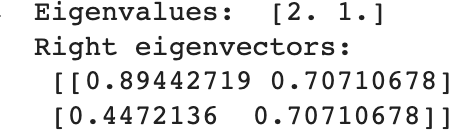 Eigenvalues:  [2. 1.]
Right eigenvectors:
 [[0.89442719 0.70710678]
 [0.4472136  0.70710678]]